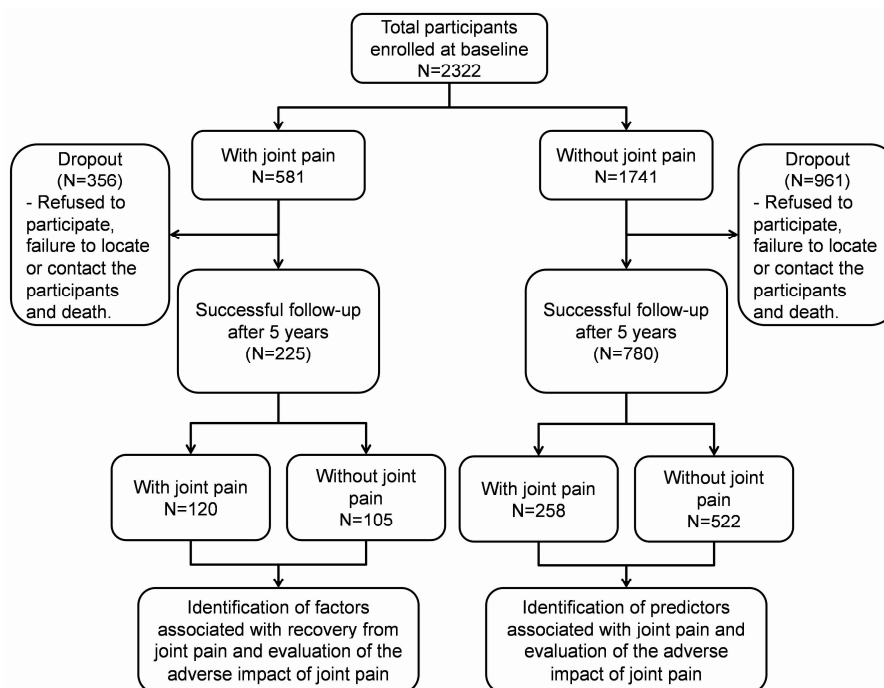 Total participants
enrolled at baseline
N=2322
With joint pain
N=581
Without joint pain
N=1741
Dropout
(N=356)
- Refused to
participate,
failure to locate
or contact the
participants
and death.
Dropout
(N=961)
- Refused to
participate,
failure to locate
or contact the
participants
and death.
Successful follow-up
after 5 years
(N=225)
Successful follow-up
after 5 years
(N=780)
With joint pain
N=120
Without joint
pain
N=105
With joint pain
N=258
Without joint
pain
N=522
Identification of factors
associated with recovery from
joint pain and evaluation of the
adverse impact of joint pain
Identification of predictors
associated with joint pain and
evaluation of the adverse
impact of joint pain